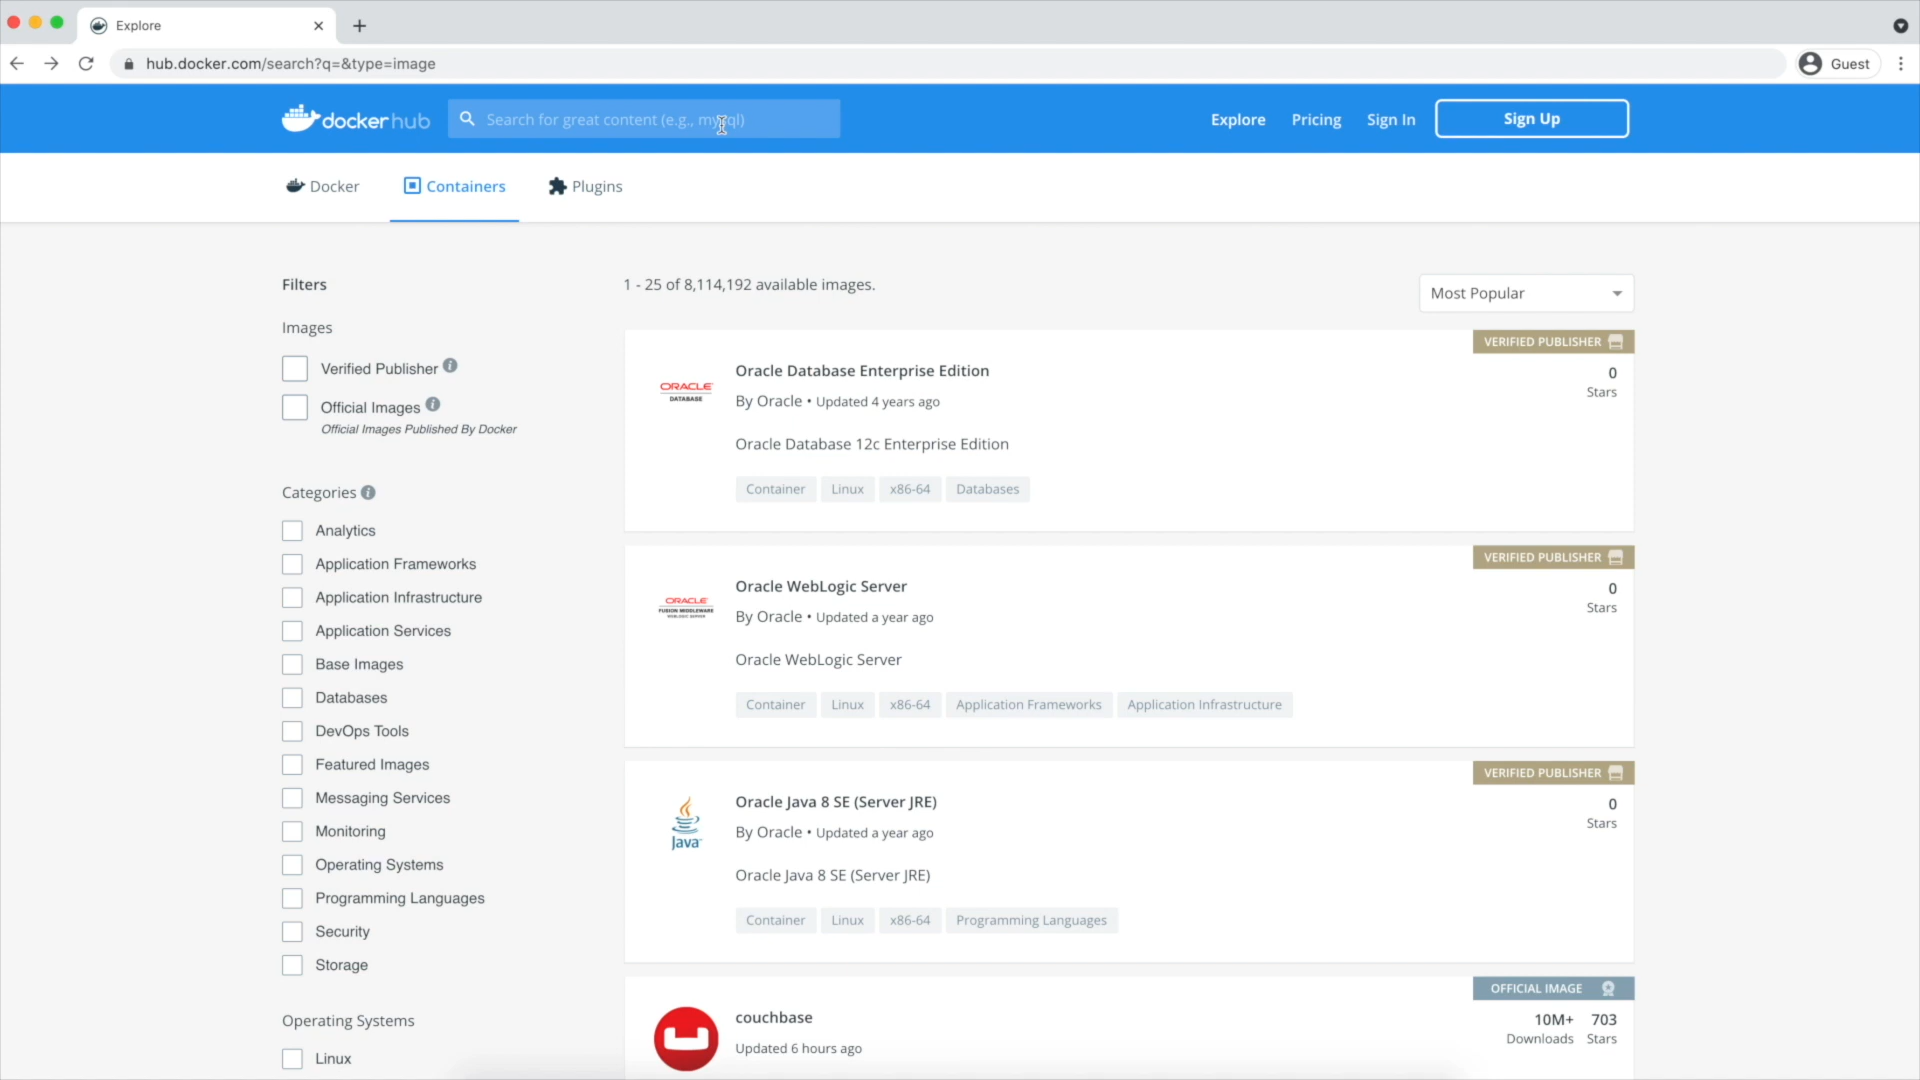 Explore
hub.docker.com/search?q=&type=image
Guest
dockerhub
Search for great content (e.g., mysql)
Explore
Pricing
Sign In
Sign Up
Docker
Containers
Plugins
Filters
1 - 25 of 8,114,192 available images.
Most Popular
Images
Verified Publisher
Official Images
Official Images Published By Docker
Categories
Analytics
Application Frameworks
Application Infrastructure
Application Services
Base Images
Databases
DevOps Tools
Featured Images
Messaging Services
Monitoring
Operating Systems
Programming Languages
Security
Storage
Operating Systems
Linux
VERIFIED PUBLISHER
ORACLE
DATABASE
Oracle Database Enterprise Edition
By Oracle • Updated 4 years ago
Oracle Database 12c Enterprise Edition
Container Linux x86-64 Databases
0
Stars
VERIFIED PUBLISHER
ORACLE
FUSION MIDDLEWARE
WEBLOGIC SERVER
Oracle WebLogic Server
By Oracle • Updated a year ago
Oracle WebLogic Server
Container Linux x86-64 Application Frameworks Application Infrastructure
0
Stars
VERIFIED PUBLISHER
Java
Oracle Java 8 SE (Server JRE)
By Oracle • Updated a year ago
Oracle Java 8 SE (Server JRE)
Container Linux x86-64 Programming Languages
0
Stars
OFFICIAL IMAGE
couchbase
Updated 6 hours ago
10M+ 703
Downloads Stars